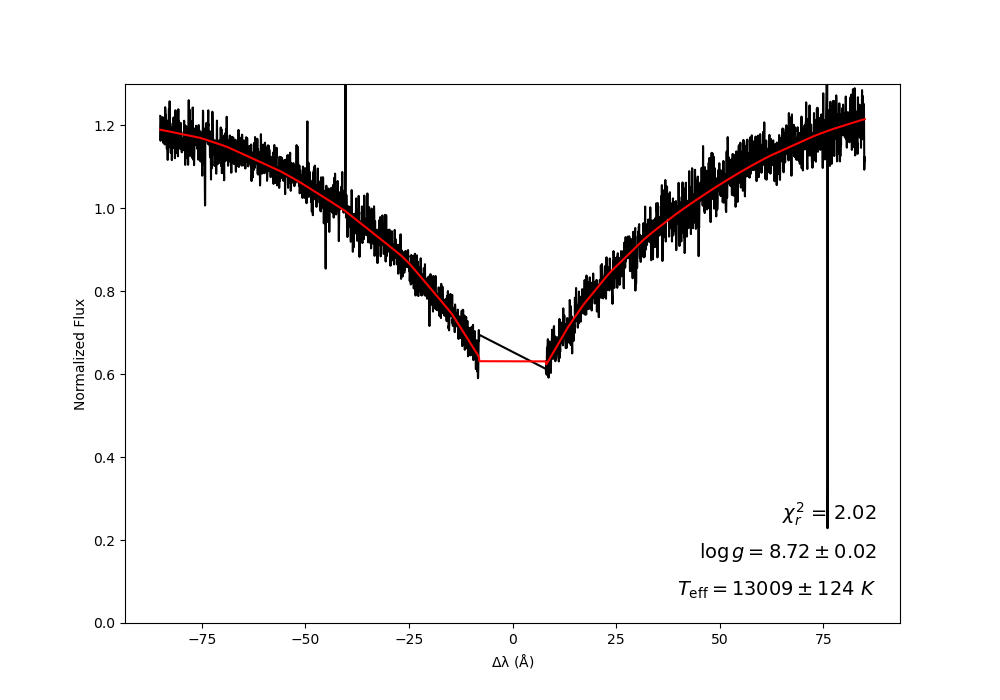 1.2
1.0
0.8
0.6
0.4
0.2
0.0
Normalized Flux
χ²ᵣ = 2.02
log g = 8.72 ± 0.02
T_eff = 13009 ± 124 K
−75 −50 −25 0 25 50 75
Δλ (Å)